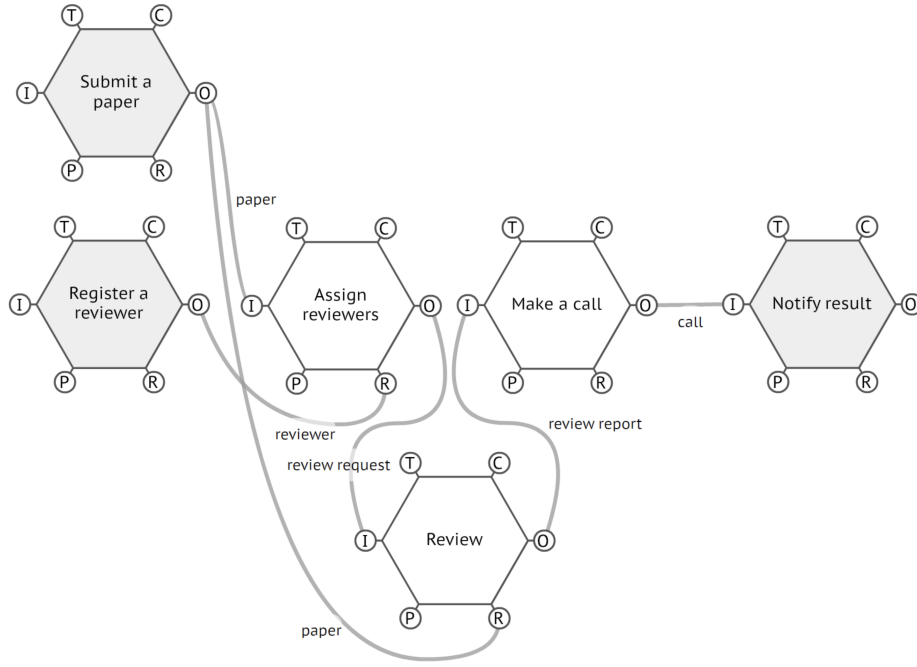 T
C
Submit a
paper
I
O
P
R
paper
T
C
Register a
reviewer
I
O
P
R
T
C
Assign
reviewers
I
O
P
R
T
C
Make a call
I
O
P
R
call
T
C
Notify result
I
O
P
R
reviewer
review request
review report
T
C
Review
I
O
P
R
paper